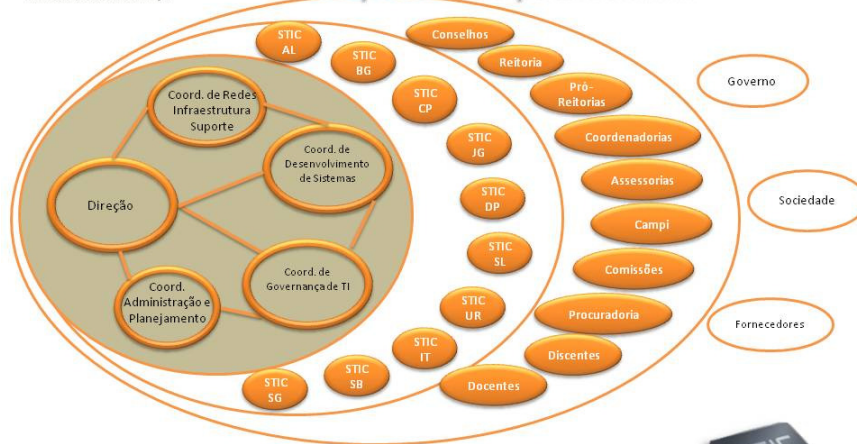 Coord. de Redes
Infraestrutura
Suporte
Coord. de
Desenvolvimento
de Sistemas
Direção
Coord. de
Governança de TI
Coord.
Administração e
Planejamento
STIC
AL
STIC
BG
STIC
CP
STIC
JG
STIC
DP
STIC
SL
STIC
UR
STIC
IT
STIC
SB
STIC
SG
Conselhos
Reitoria
Pró-
Reitorias
Coordenadorias
Assessorias
Campi
Comissões
Procuradoria
Discentes
Docentes
Governo
Sociedade
Fornecedores